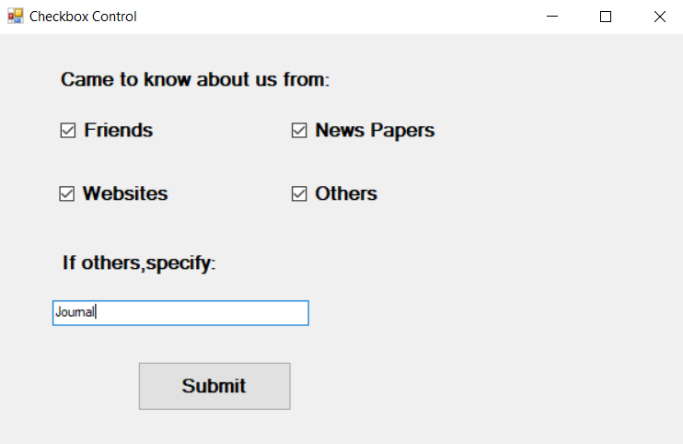 Checkbox Control
Came to know about us from:
Friends News Papers
Websites Others
If others,specify:
Journal
Submit